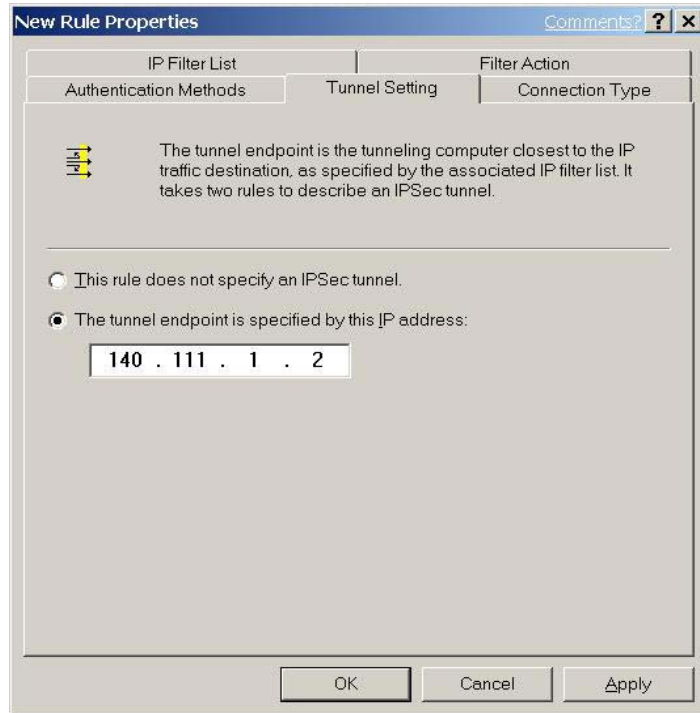 New Rule Properties Comments? ? ×
IP Filter List Filter Action
Authentication Methods Tunnel Setting Connection Type
The tunnel endpoint is the tunneling computer closest to the IP
traffic destination, as specified by the associated IP filter list. It
takes two rules to describe an IPSec tunnel.
This rule does not specify an IPSec tunnel.
The tunnel endpoint is specified by this IP address:
140 . 111 . 1 . 2
OK Cancel Apply